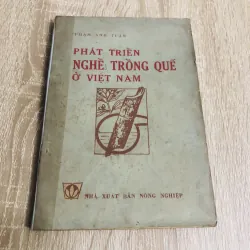 PHÁT TRIỂN
NGHỀ TRỒNG QUẾ
Ở VIỆT NAM
NHÀ XUẤT BẢN NÔNG NGHIỆP